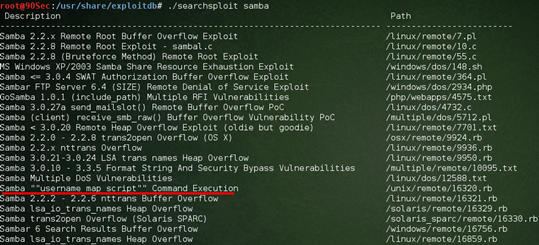 root@90Sec:/usr/share/exploitdb# ./searchsploit samba
Description Path
Samba 2.2.x Remote Root Buffer Overflow Exploit /linux/remote/7.pl
Samba 2.2.8 Remote Root Exploit - sambal.c /linux/remote/10.c
Samba 2.2.8 (Bruteforce Method) Remote Root Exploit /linux/remote/55.c
MS Windows XP/2003 Samba Share Resource Exhaustion Exploit /windows/dos/148.sh
Samba <= 3.0.4 SWAT Authorization Buffer Overflow Exploit /linux/remote/364.pl
Sambar FTP Server 6.4 (SIZE) Remote Denial of Service Exploit /windows/dos/2934.php
GoSamba 1.0.1 (include_path) Multiple RFI Vulnerabilities /php/webapps/4575.txt
Samba 3.0.27a send_mailslot() Remote Buffer Overflow PoC /linux/dos/4732.c
Samba (client) receive_smb_raw() Buffer Overflow Vulnerability PoC /multiple/dos/5712.pl
Samba < 3.0.20 Remote Heap Overflow Exploit (oldie but goodie) /linux/remote/7701.txt
Samba 2.2.0 - 2.2.8 trans2open Overflow (OS X) /osx/remote/9924.rb
Samba 2.2.x nttrans Overflow /linux/remote/9936.rb
Samba 3.0.21-3.0.24 LSA trans names Heap Overflow /linux/remote/9950.rb
Samba 3.0.10 - 3.3.5 Format String And Security Bypass Vulnerabilities /multiple/remote/10095.txt
Samba Multiple DoS Vulnerabilities /linux/dos/12588.txt
Samba ""username map script"" Command Execution /unix/remote/16320.rb
Samba 2.2.2 - 2.2.6 nttrans Buffer Overflow /linux/remote/16321.rb
Samba lsa_io_trans_names Heap Overflow /solaris/remote/16329.rb
Samba trans2open Overflow (Solaris SPARC) /solaris_sparc/remote/16330.rb
Sambar 6 Search Results Buffer Overflow /windows/remote/16756.rb
Samba lsa_io_trans_names Heap Overflow /linux/remote/16859.rb